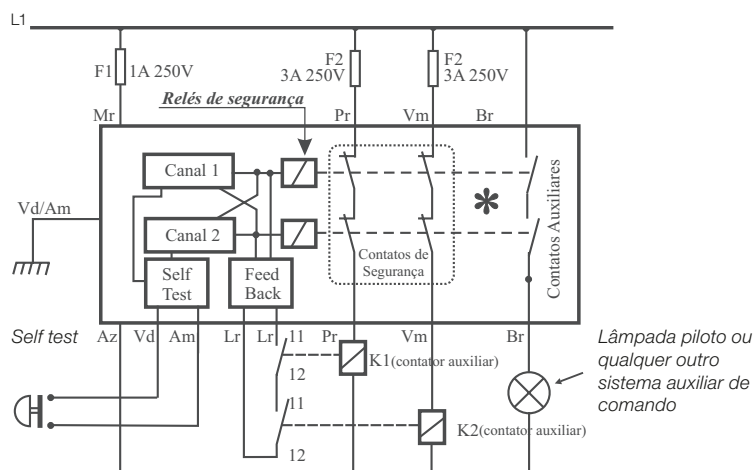 L1
F1 1A 250V
F2
3A 250V
F2
3A 250V
Relés de segurança
Mr
Pr
Vm
Br
Canal 1
Canal 2
Vd/Am
Self
Test
Feed
Back
Contatos de
Segurança
*
Contatos Auxiliares
Self test
Az
Vd
Am
Lr
Lr
11
Pr
Vm
Br
12
K1(contator auxiliar)
11
12
K2(contator auxiliar)
Lâmpada piloto ou
qualquer outro
sistema auxiliar de
comando